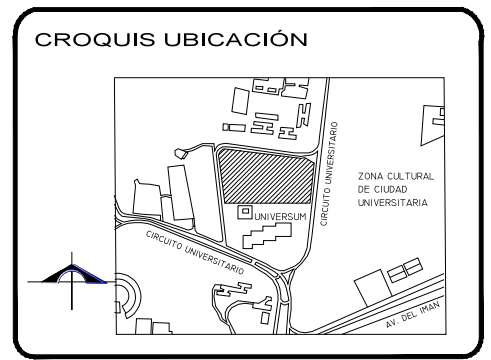 CROQUIS UBICACIÓN
CIRCUITO UNIVERSITARIO
ZONA CULTURAL
DE CIUDAD
UNIVERSITARIA
UNIVERSUM
CIRCUITO UNIVERSITARIO
AV. DEL IMAN